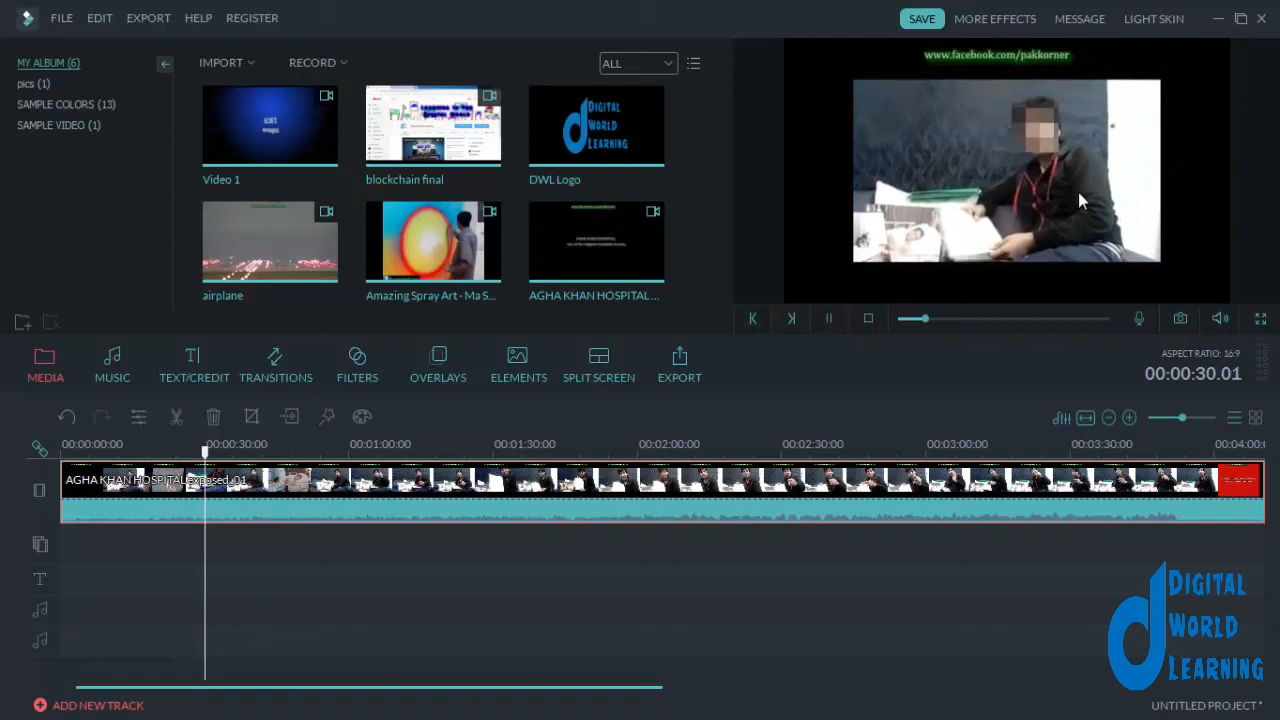 FILE EDIT EXPORT HELP REGISTER SAVE MORE EFFECTS MESSAGE LIGHT SKIN
MY ALBUM (6)
pics (1)
SAMPLE COLORS (13)
SAMPLE VIDEO (1)
IMPORT RECORD ALL
DIGITAL
WORLD
LEARNING
Video 1 blockchain final DWL Logo
airplane Amazing Spray Art - Ma S... AGHA KHAN HOSPITAL ...
www.facebook.com/pakkorner
MEDIA MUSIC TEXT/CREDIT TRANSITIONS FILTERS OVERLAYS ELEMENTS SPLIT SCREEN EXPORT
ASPECT RATIO: 16:9
00:00:30.01
00:00:00:00 00:00:30:00 00:01:00:00 00:01:30:00 00:02:00:00 00:02:30:00 00:03:00:00 00:03:30:00 00:04:00:
AGHA KHAN HOSPITAL exposed_01
T
DIGITAL
WORLD
LEARNING
ADD NEW TRACK
UNTITLED PROJECT *